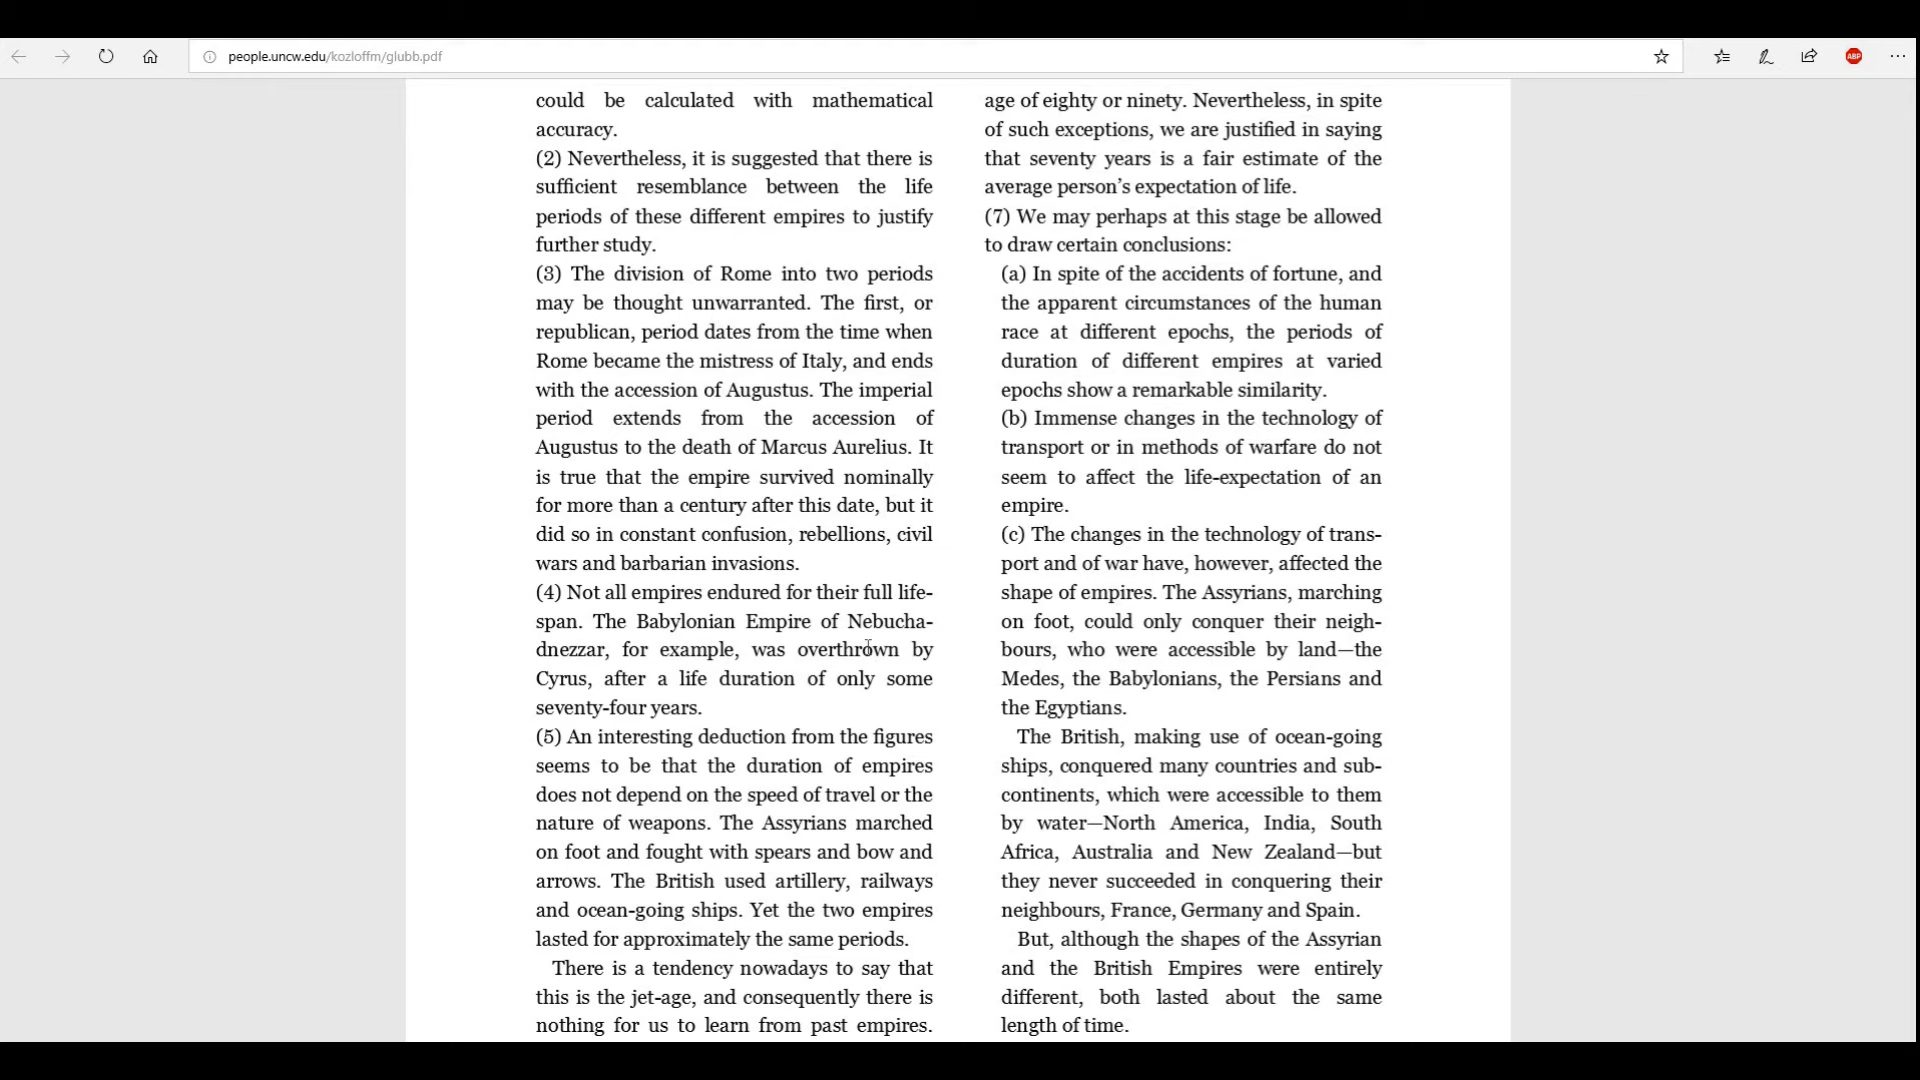 people.uncw.edu/kozloffm/glubb.pdf
ABP
could be calculated with mathematical
accuracy.
(2) Nevertheless, it is suggested that there is
sufficient resemblance between the life
periods of these different empires to justify
further study.
(3) The division of Rome into two periods
may be thought unwarranted. The first, or
republican, period dates from the time when
Rome became the mistress of Italy, and ends
with the accession of Augustus. The imperial
period extends from the accession of
Augustus to the death of Marcus Aurelius. It
is true that the empire survived nominally
for more than a century after this date, but it
did so in constant confusion, rebellions, civil
wars and barbarian invasions.
(4) Not all empires endured for their full life-
span. The Babylonian Empire of Nebucha-
dnezzar, for example, was overthrown by
Cyrus, after a life duration of only some
seventy-four years.
(5) An interesting deduction from the figures
seems to be that the duration of empires
does not depend on the speed of travel or the
nature of weapons. The Assyrians marched
on foot and fought with spears and bow and
arrows. The British used artillery, railways
and ocean-going ships. Yet the two empires
lasted for approximately the same periods.
There is a tendency nowadays to say that
this is the jet-age, and consequently there is
nothing for us to learn from past empires.
age of eighty or ninety. Nevertheless, in spite
of such exceptions, we are justified in saying
that seventy years is a fair estimate of the
average person’s expectation of life.
(7) We may perhaps at this stage be allowed
to draw certain conclusions:
(a) In spite of the accidents of fortune, and
the apparent circumstances of the human
race at different epochs, the periods of
duration of different empires at varied
epochs show a remarkable similarity.
(b) Immense changes in the technology of
transport or in methods of warfare do not
seem to affect the life-expectation of an
empire.
(c) The changes in the technology of trans-
port and of war have, however, affected the
shape of empires. The Assyrians, marching
on foot, could only conquer their neigh-
bours, who were accessible by land—the
Medes, the Babylonians, the Persians and
the Egyptians.
The British, making use of ocean-going
ships, conquered many countries and sub-
continents, which were accessible to them
by water—North America, India, South
Africa, Australia and New Zealand—but
they never succeeded in conquering their
neighbours, France, Germany and Spain.
But, although the shapes of the Assyrian
and the British Empires were entirely
different, both lasted about the same
length of time.